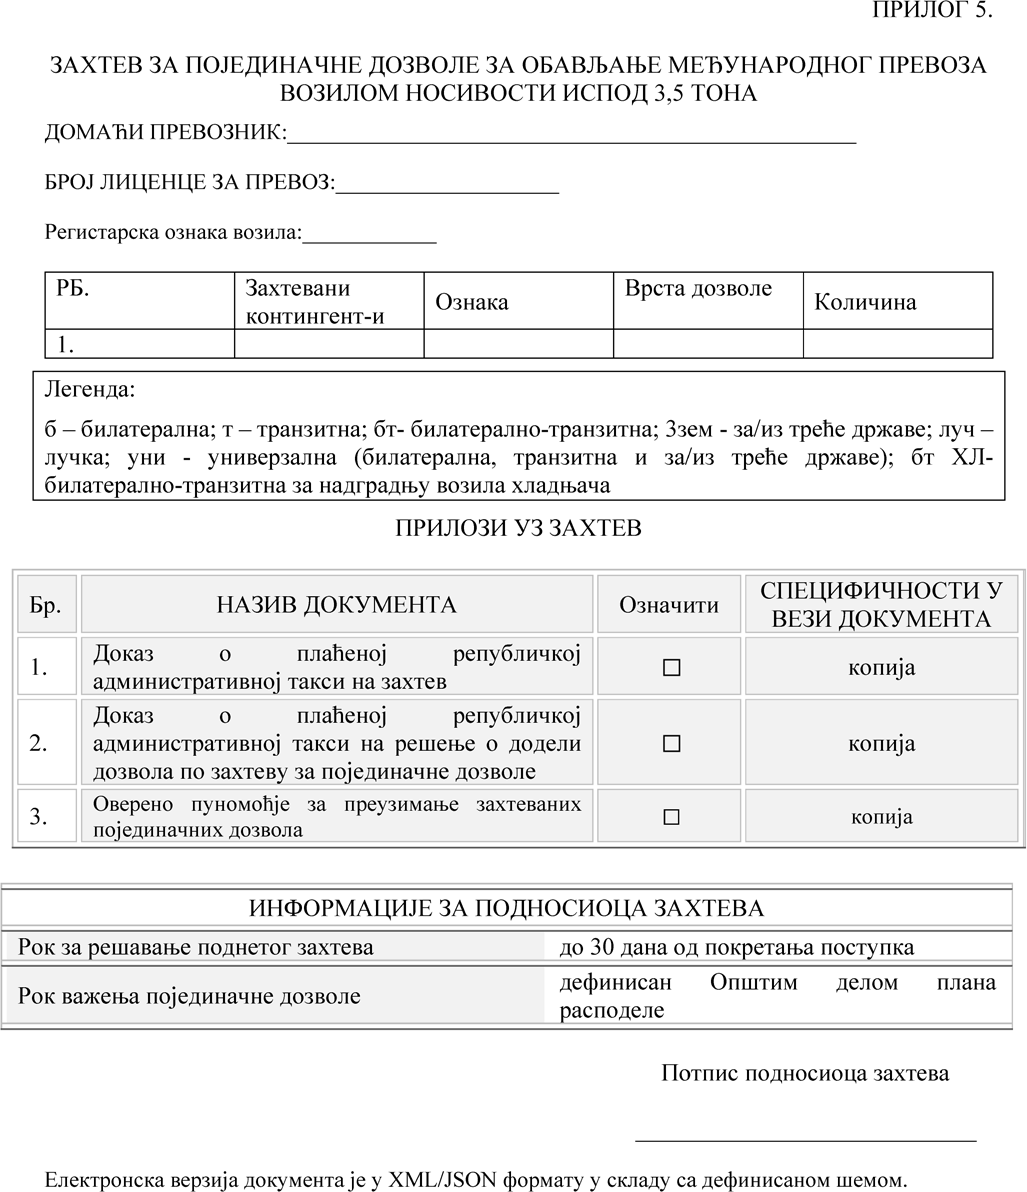 ПРИЛОГ 5.
ЗАХТЕВ ЗА ПОЈЕДИНАЧНЕ ДОЗВОЛЕ ЗА ОБАВЉАЊЕ МЕЂУНАРОДНОГ ПРЕВОЗА
ВОЗИЛОМ НОСИВОСТИ ИСПОД 3,5 ТОНА
ДОМАЋИ ПРЕВОЗНИК:
БРОЈ ЛИЦЕНЦЕ ЗА ПРЕВОЗ:
Регистарска ознака возила:
РБ.
Захтевани
контингент-и
Ознака
Врста дозволе
Количина
1.
Легенда:
б – билатерална; т – транзитна; бт- билатерално-транзитна; 3зем - за/из треће државе; луч –
лучка; уни - универзална (билатерална, транзитна и за/из треће државе); бт ХЛ-
билатерално-транзитна за надградњу возила хладњача
ПРИЛОЗИ УЗ ЗАХТЕВ
Бр.
НАЗИВ ДОКУМЕНТА
Означити
СПЕЦИФИЧНОСТИ У
ВЕЗИ ДОКУМЕНТА
1.
Доказ о плаћеној републичкој
административној такси на захтев
☐
копија
2.
Доказ о плаћеној републичкој
административној такси на решење о додели
дозвола по захтеву за појединачне дозволе
☐
копија
3.
Оверено пуномоћје за преузимање захтеваних
појединачних дозвола
☐
копија
ИНФОРМАЦИЈЕ ЗА ПОДНОСИОЦА ЗАХТЕВА
Рок за решавање поднетог захтева
до 30 дана од покретања поступка
Рок важења појединачне дозволе
дефинисан Општим делом плана
расподеле
Потпис подносиоца захтева
Електронска верзија документа је у XML/JSON формату у складу са дефинисаном шемом.